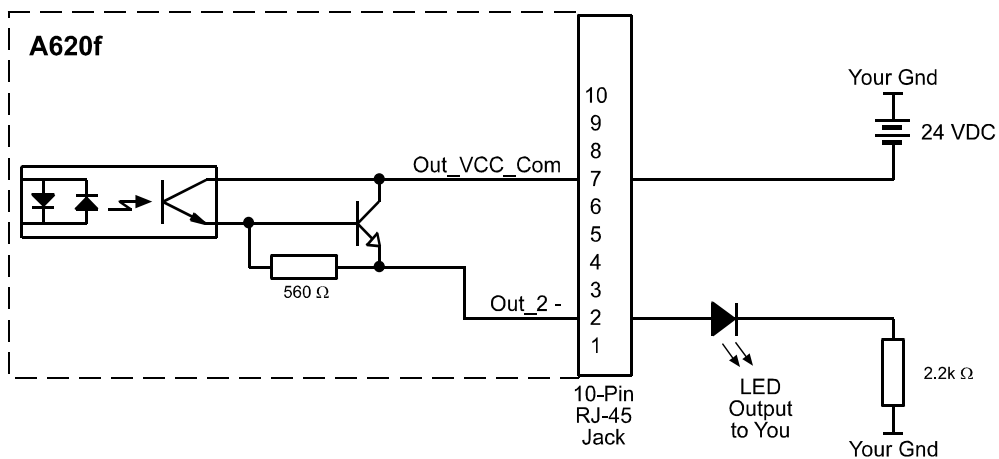 A620f
Your Gnd
24 VDC
10
9
8
7
6
5
4
3
2
1
Out_VCC_Com
560 Ω
Out_2 -
10-Pin
RJ-45
Jack
LED
Output
to You
2.2k Ω
Your Gnd